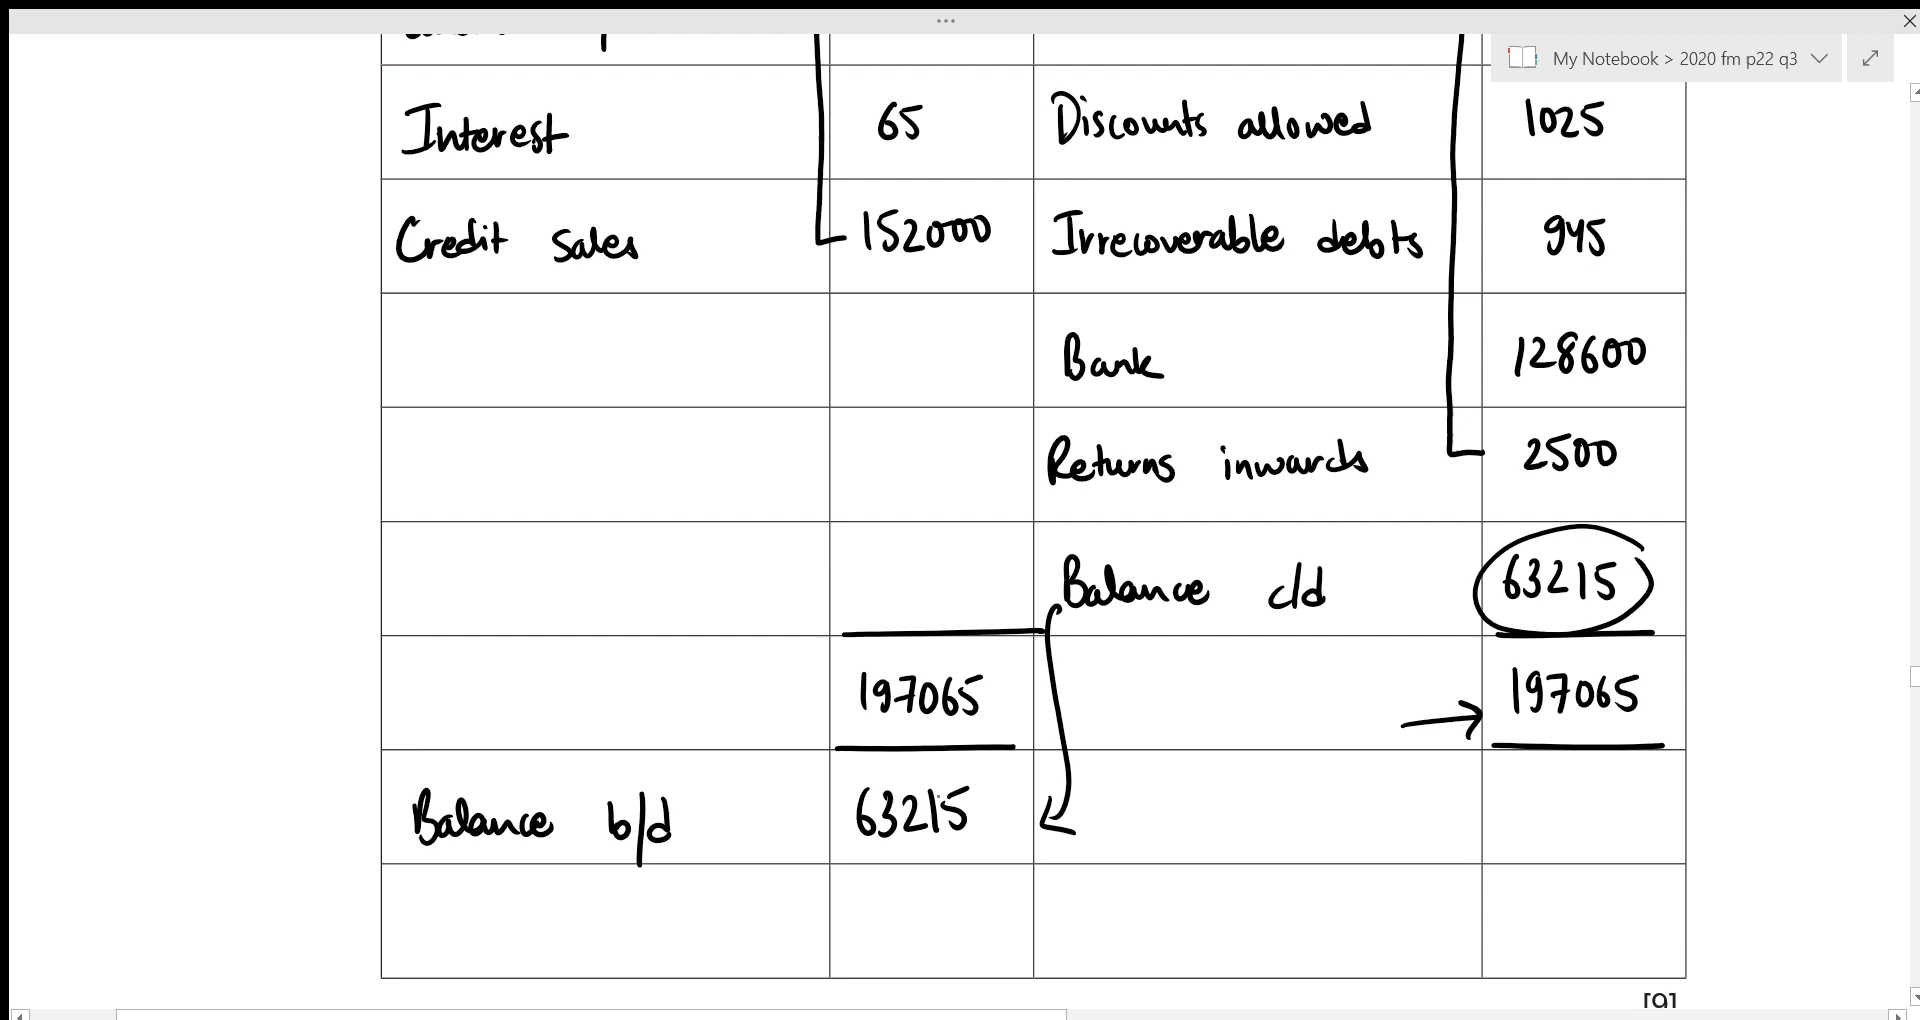 My Notebook > 2020 fm p22 q3
Interest 65 Discounts allowed 1025
Credit sales 152000 Irrecoverable debts 945
Bank 128600
Returns inwards 2500
Balance c/d 63215
197065 197065
Balance b/d 63215
[9]